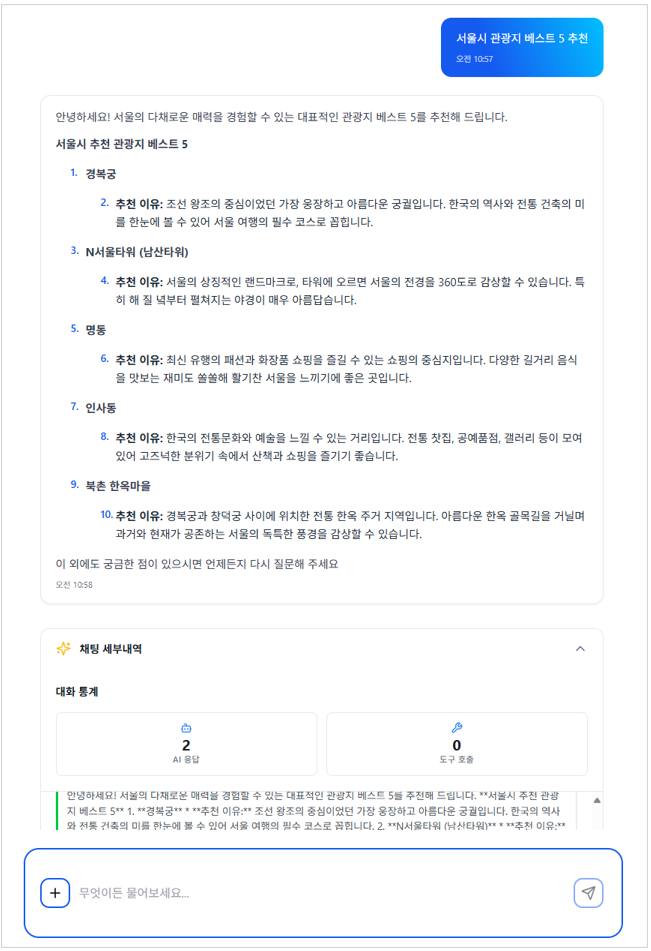 서울시 관광지 베스트 5 추천
오전 10:57
안녕하세요! 서울의 다채로운 매력을 경험할 수 있는 대표적인 관광지 베스트 5를 추천해 드립니다.
서울시 추천 관광지 베스트 5
1. 경복궁
2. 추천 이유: 조선 왕조의 중심이었던 가장 웅장하고 아름다운 궁궐입니다. 한국의 역사와 전통 건축의 미
를 한눈에 볼 수 있어 서울 여행의 필수 코스로 꼽힙니다.
3. N서울타워 (남산타워)
4. 추천 이유: 서울의 상징적인 랜드마크로, 타워에 오르면 서울의 전경을 360도로 감상할 수 있습니다. 특
히 해 질 녘부터 펼쳐지는 야경이 매우 아름답습니다.
5. 명동
6. 추천 이유: 최신 유행의 패션과 화장품 쇼핑을 즐길 수 있는 쇼핑의 중심지입니다. 다양한 길거리 음식
을 맛보는 재미도 쏠쏠해 활기찬 서울을 느끼기에 좋은 곳입니다.
7. 인사동
8. 추천 이유: 한국의 전통문화와 예술을 느낄 수 있는 거리입니다. 전통 찻집, 공예품점, 갤러리 등이 모여
있어 고즈넉한 분위기 속에서 산책과 쇼핑을 즐기기 좋습니다.
9. 북촌 한옥마을
10. 추천 이유: 경복궁과 창덕궁 사이에 위치한 전통 한옥 주거 지역입니다. 아름다운 한옥 골목길을 거닐며
과거와 현재가 공존하는 서울의 독특한 풍경을 감상할 수 있습니다.
이 외에도 궁금한 점이 있으시면 언제든지 다시 질문해 주세요
오전 10:58
채팅 세부내역
대화 통계
2
AI 응답
0
도구 호출
안녕하세요! 서울의 다채로운 매력을 경험할 수 있는 대표적인 관광지 베스트 5를 추천해 드립니다. **서울시 추천 관광
지 베스트 5** 1. **경복궁** * **추천 이유:** 조선 왕조의 중심이었던 가장 웅장하고 아름다운 궁궐입니다. 한국의 역사
와 전통 건축의 미를 한눈에 볼 수 있어 서울 여행의 필수 코스로 꼽힙니다. 2. **N서울타워 (남산타워)** * **추천 이유:**
무엇이든 물어보세요...